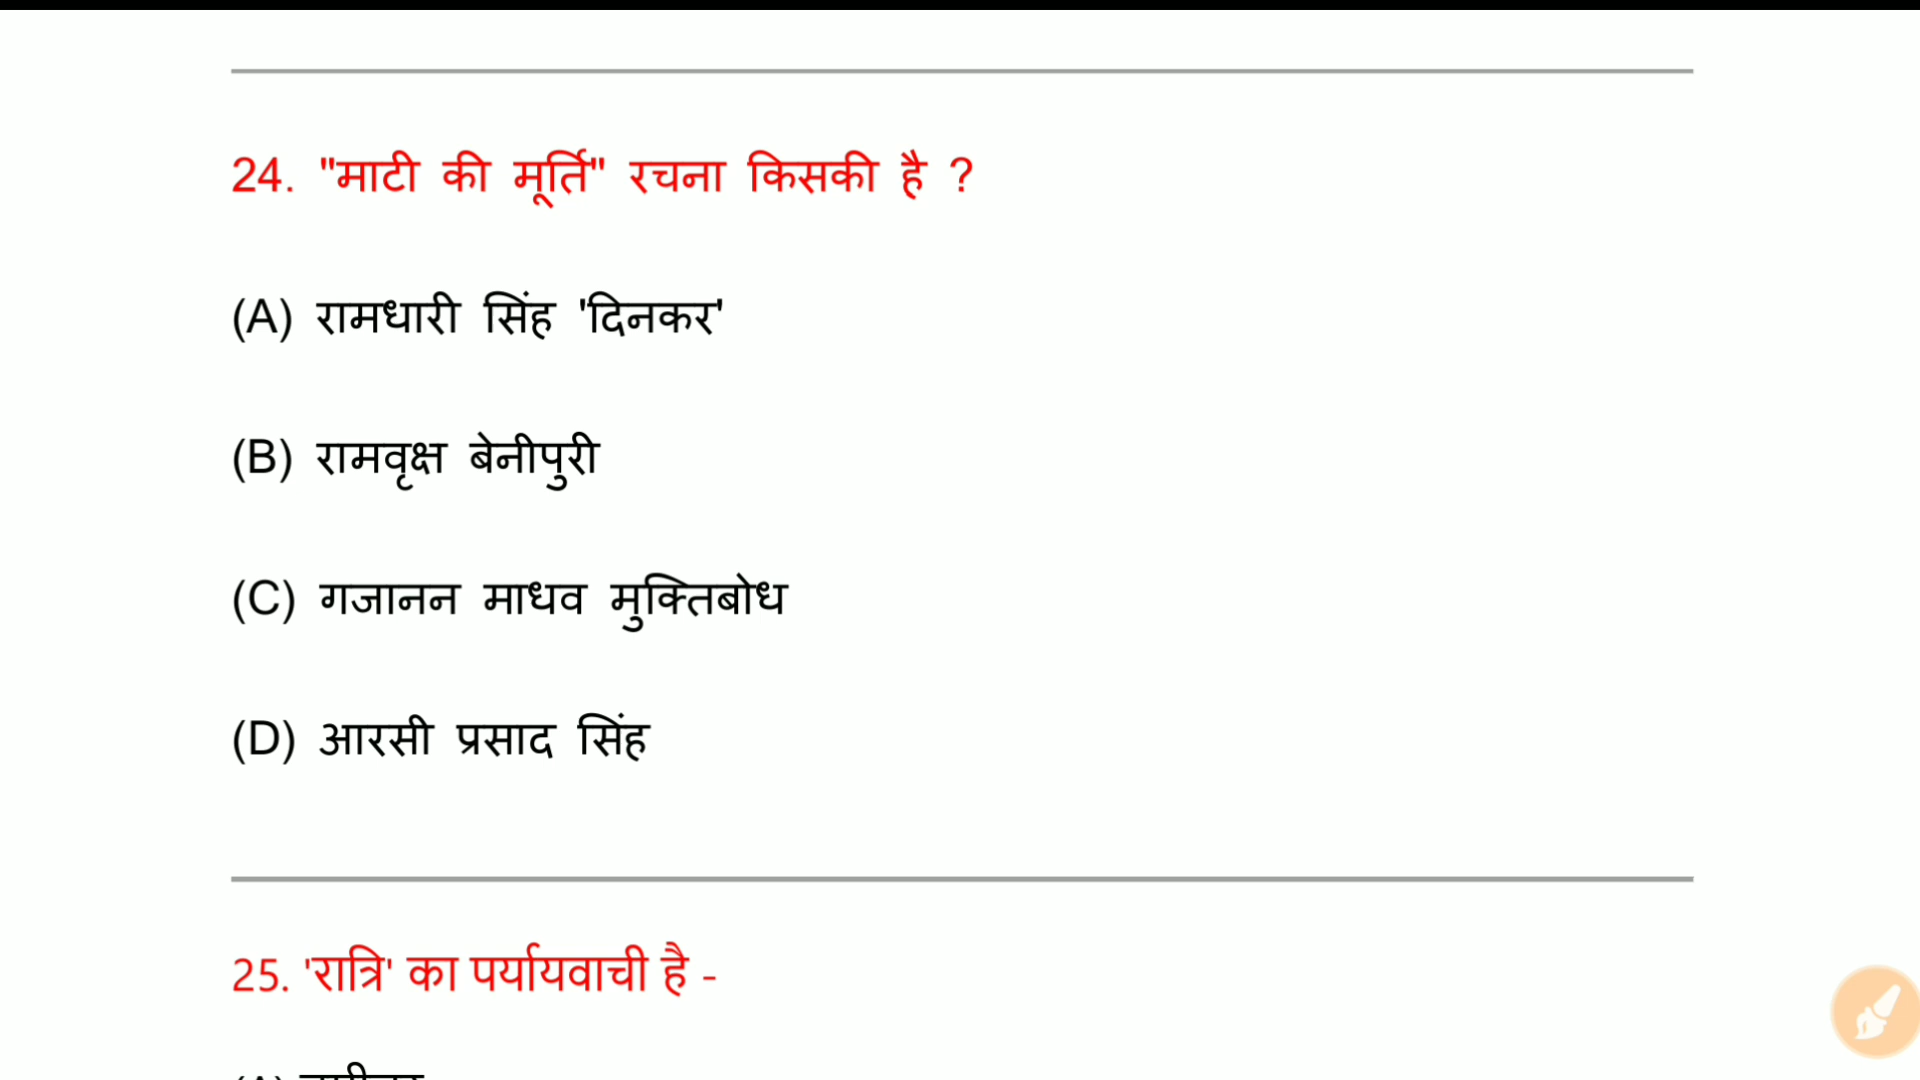 24. "माटी की मूर्ति" रचना किसकी है ?
(A) रामधारी सिंह 'दिनकर'
(B) रामवृक्ष बेनीपुरी
(C) गजानन माधव मुक्तिबोध
(D) आरसी प्रसाद सिंह
25. 'रात्रि' का पर्यायवाची है -
(A)